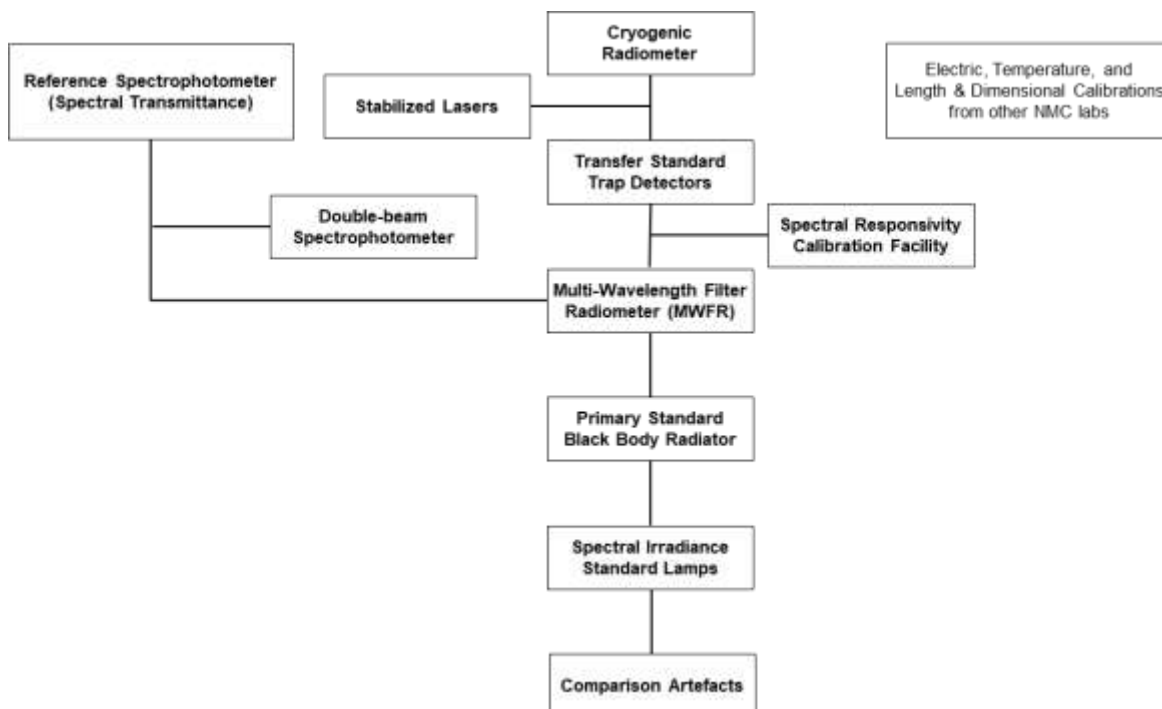 Cryogenic
Radiometer
Reference Spectrophotometer
(Spectral Transmittance)
Electric, Temperature, and
Length & Dimensional Calibrations
from other NMC labs
Stabilized Lasers
Transfer Standard
Trap Detectors
Double-beam
Spectrophotometer
Spectral Responsivity
Calibration Facility
Multi-Wavelength Filter
Radiometer (MWFR)
Primary Standard
Black Body Radiator
Spectral Irradiance
Standard Lamps
Comparison Artefacts